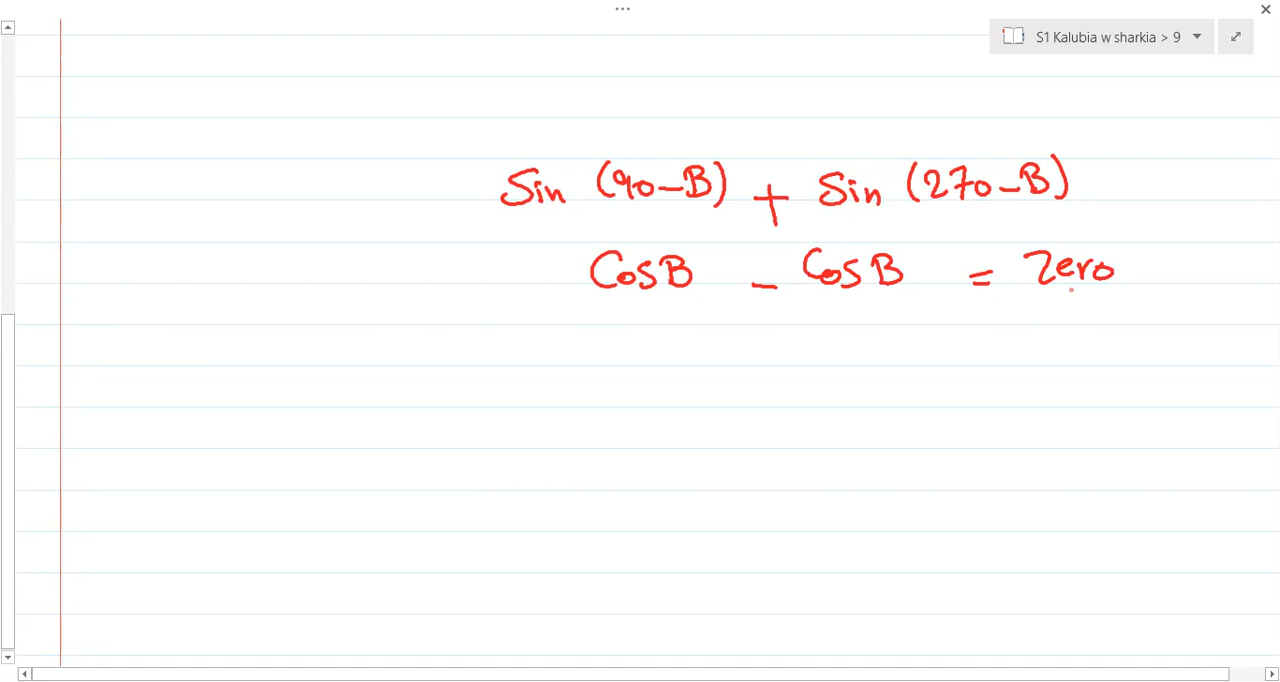 S1 Kalubia w sharkia > 9
Sin (90-B) + Sin (270-B)
CosB - CosB = Zero